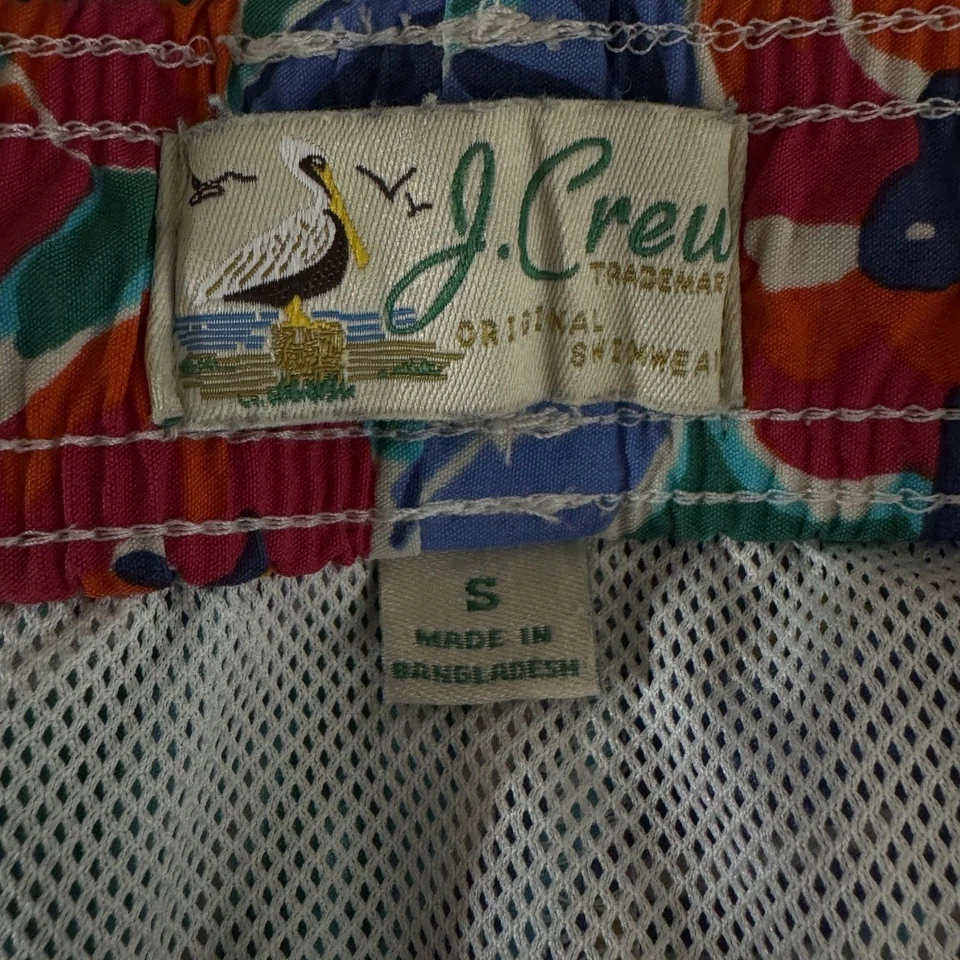 J.Crew
TRADEMAR
ORIGINAL
SWIMWEA
S
MADE IN
BANGLADESH